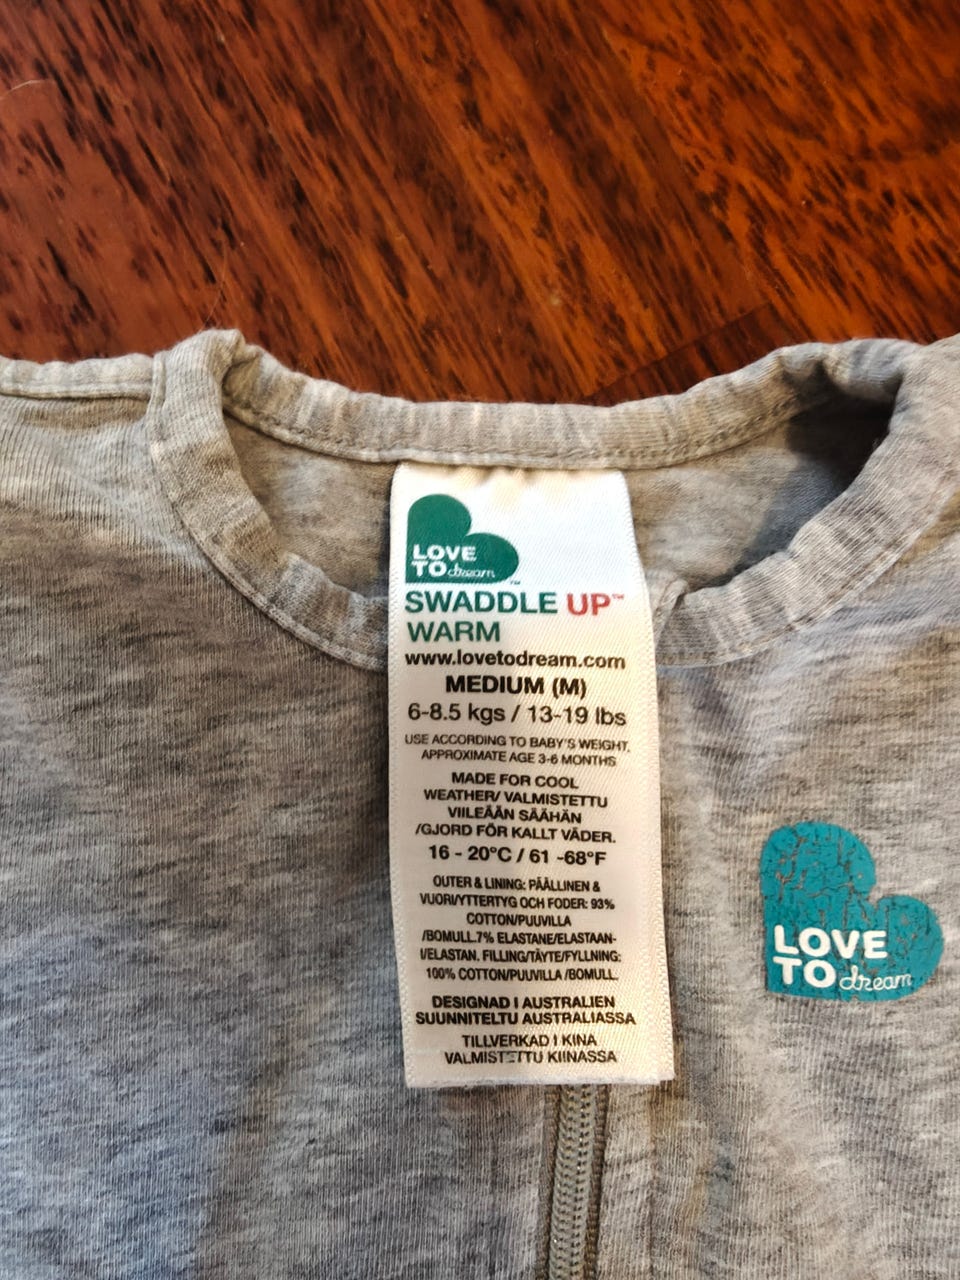 LOVE
TO dream™
SWADDLE UP™
WARM
www.lovetodream.com
MEDIUM (M)
6-8.5 kgs / 13-19 lbs
USE ACCORDING TO BABY'S WEIGHT,
APPROXIMATE AGE 3-6 MONTHS
MADE FOR COOL
WEATHER/ VALMISTETTU
VIILEÄÄN SÄÄHÄN
/GJORD FÖR KALLT VÄDER.
16 - 20°C / 61 -68°F
OUTER & LINING: PÄÄLLINEN &
VUORI/YTTERTYG OCH FODER: 93%
COTTON/PUUVILLA
/BOMULL.7% ELASTANE/ELASTAAN-
I/ELASTAN. FILLING/TÄYTE/FYLLNING:
100% COTTON/PUUVILLA /BOMULL.
DESIGNAD I AUSTRALIEN
SUUNNITELTU AUSTRALIASSA
TILLVERKAD I KINA
VALMISTETTU KIINASSA
LOVE
TO dream